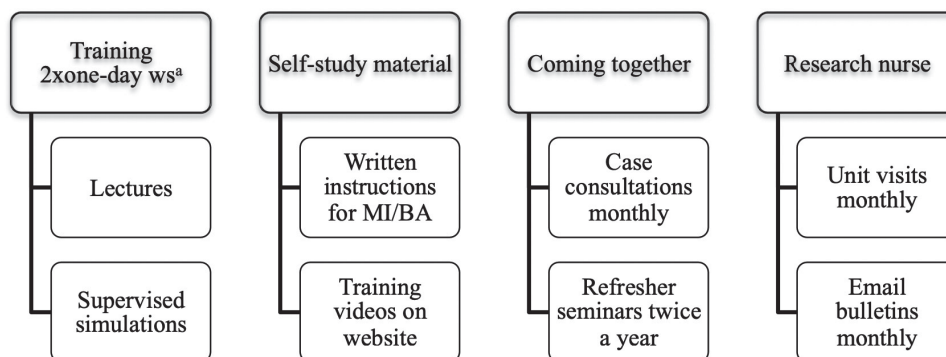 Training
2xone-day wsᵃ
Lectures
Supervised
simulations
Self-study material
Written
instructions
for MI/BA
Training
videos on
website
Coming together
Case
consultations
monthly
Refresher
seminars twice
a year
Research nurse
Unit visits
monthly
Email
bulletins
monthly